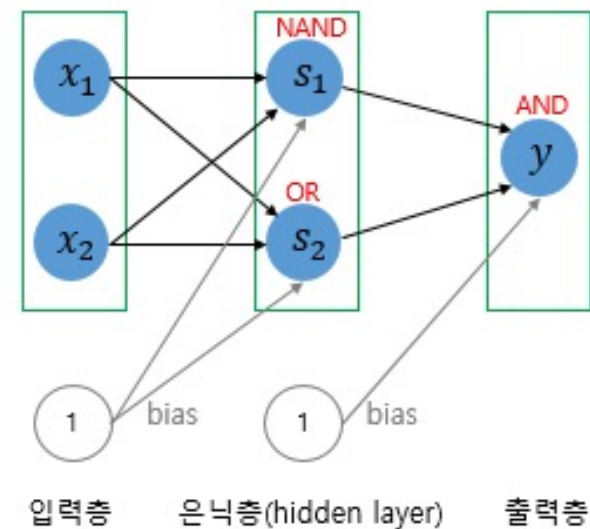 NAND
x₁ s₁ AND
OR y
x₂ s₂
1 bias 1 bias
입력층 은닉층(hidden layer) 출력층